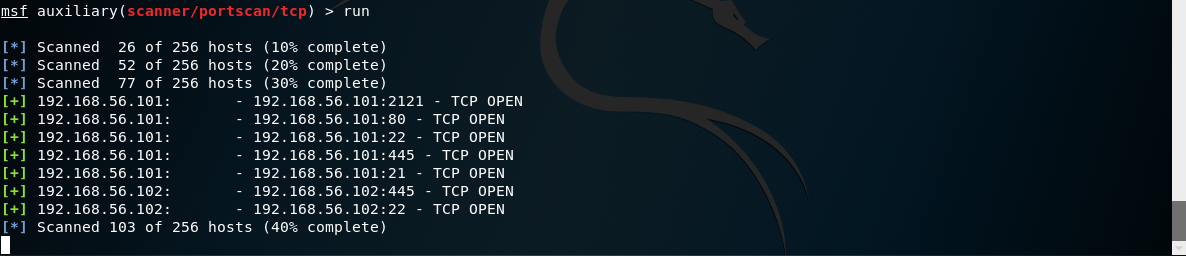 msf auxiliary(scanner/portscan/tcp) > run
[*] Scanned  26 of 256 hosts (10% complete)
[*] Scanned  52 of 256 hosts (20% complete)
[*] Scanned  77 of 256 hosts (30% complete)
[+] 192.168.56.101:       - 192.168.56.101:2121 - TCP OPEN
[+] 192.168.56.101:       - 192.168.56.101:80 - TCP OPEN
[+] 192.168.56.101:       - 192.168.56.101:22 - TCP OPEN
[+] 192.168.56.101:       - 192.168.56.101:445 - TCP OPEN
[+] 192.168.56.101:       - 192.168.56.101:21 - TCP OPEN
[+] 192.168.56.102:       - 192.168.56.102:445 - TCP OPEN
[+] 192.168.56.102:       - 192.168.56.102:22 - TCP OPEN
[*] Scanned 103 of 256 hosts (40% complete)